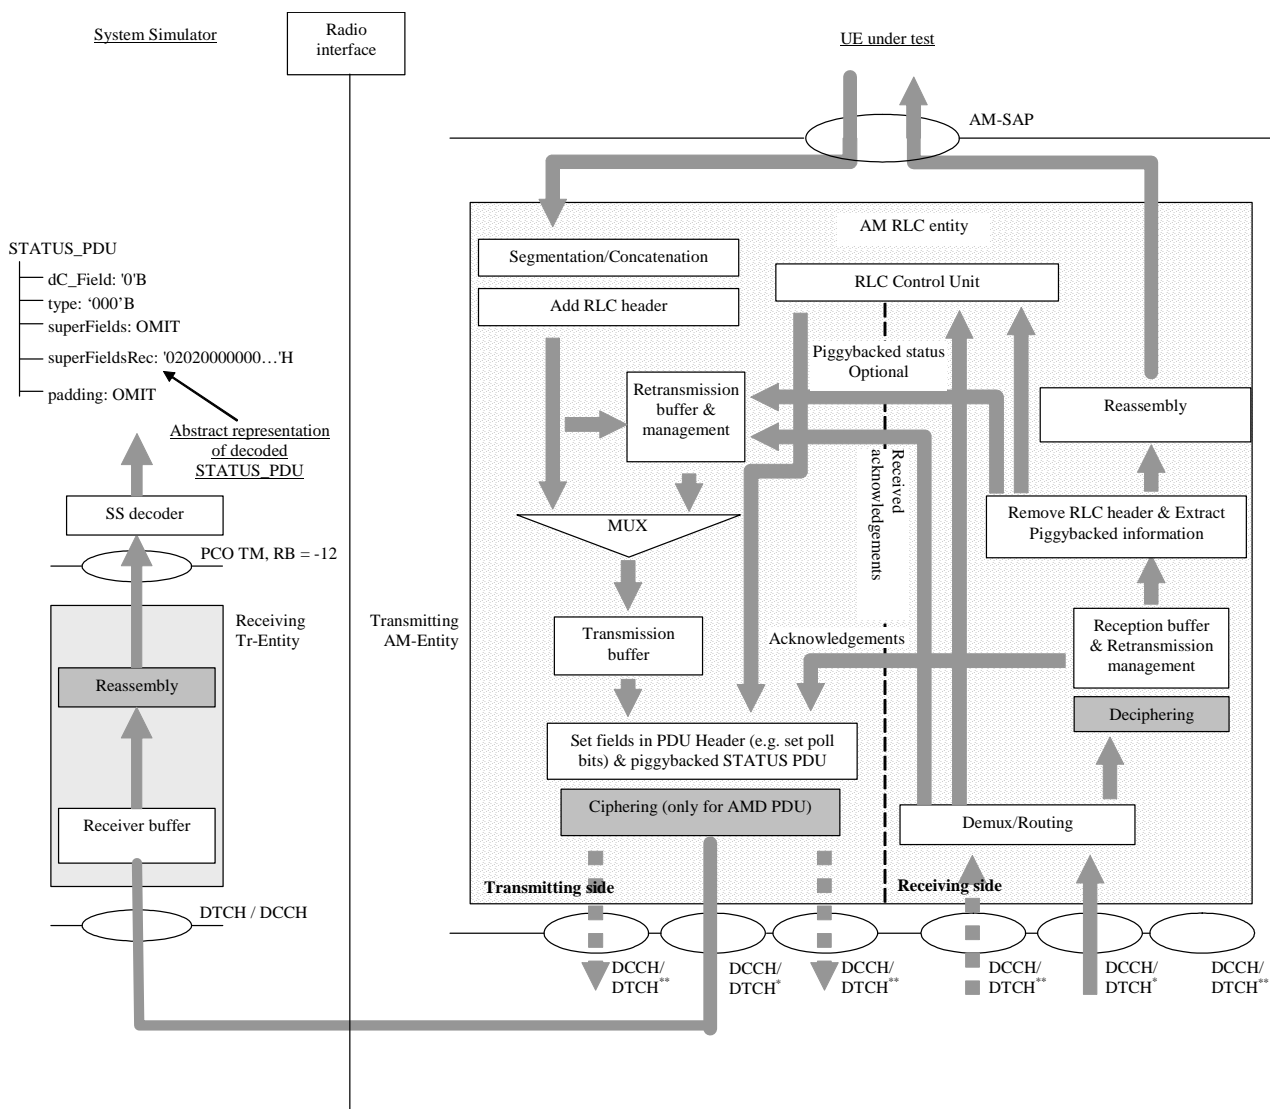 System Simulator
Radio
interface
UE under test
AM-SAP
AM RLC entity
STATUS_PDU
dC_Field: '0'B
type: ‘000’B
superFields: OMIT
superFieldsRec: '02020000000…'H
padding: OMIT
Abstract representation
of decoded
STATUS_PDU
SS decoder
PCO TM, RB = -12
Receiving
Tr-Entity
Reassembly
Receiver buffer
DTCH / DCCH
Transmitting
AM-Entity
Segmentation/Concatenation
Add RLC header
RLC Control Unit
Piggybacked status
Optional
Retransmission
buffer &
management
Reassembly
Received
acknowledgements
MUX
Remove RLC header & Extract
Piggybacked information
Transmission
buffer
Acknowledgements
Reception buffer
& Retransmission
management
Deciphering
Set fields in PDU Header (e.g. set poll
bits) & piggybacked STATUS PDU
Ciphering (only for AMD PDU)
Demux/Routing
Transmitting side
Receiving side
DCCH/
DTCH**
DCCH/
DTCH*
DCCH/
DTCH**
DCCH/
DTCH**
DCCH/
DTCH*
DCCH/
DTCH**